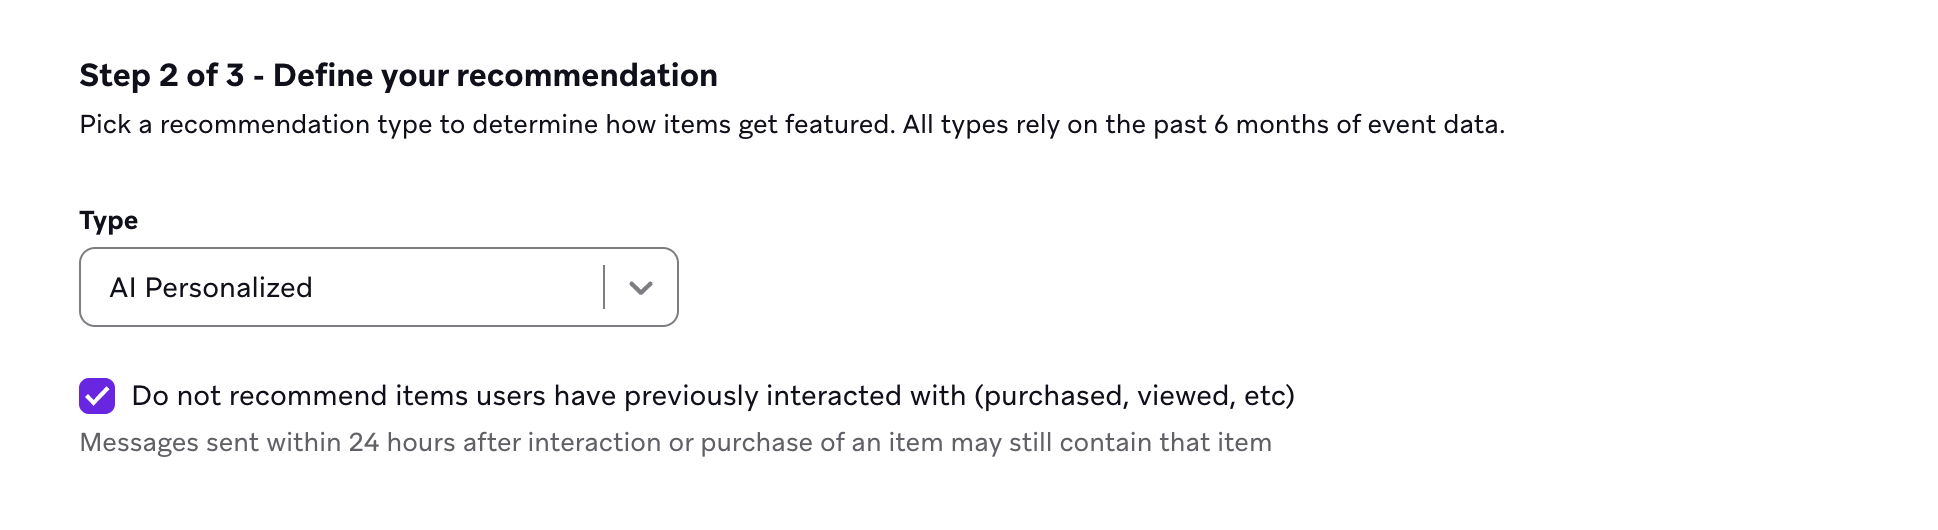 Step 2 of 3 - Define your recommendation
Pick a recommendation type to determine how items get featured. All types rely on the past 6 months of event data.
Type
AI Personalized
Do not recommend items users have previously interacted with (purchased, viewed, etc)
Messages sent within 24 hours after interaction or purchase of an item may still contain that item